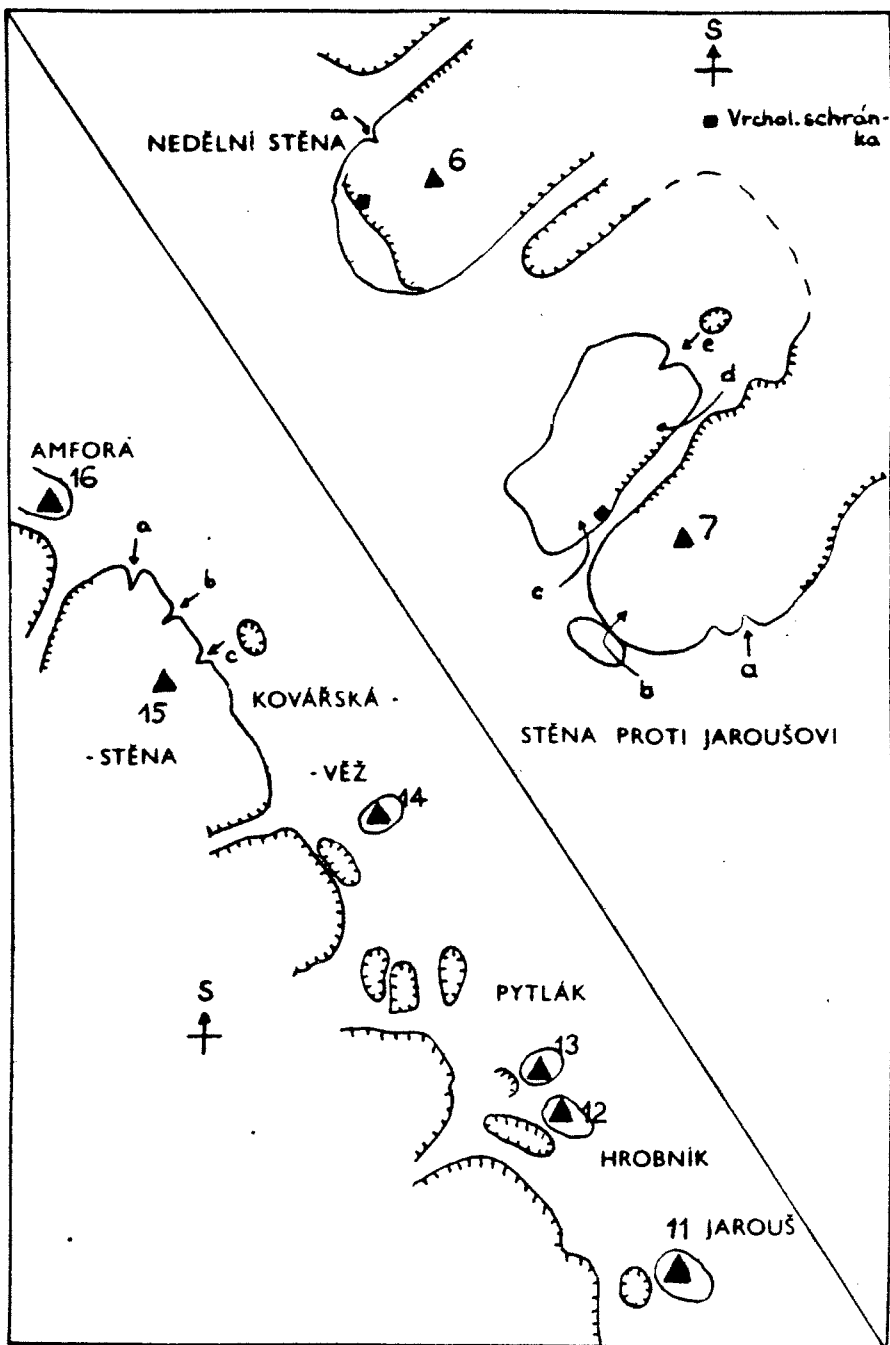 S
Vrchol.schrán-
ka
a
NEDĚLNÍ STĚNA
6
e
d
7
c
b
a
STĚNA PROTI JAROUŠOVI
AMFORA
16
a
b
c
15
KOVÁŘSKÁ -
- STĚNA
- VĚŽ
14
S
PYTLÁK
13
12
HROBNÍK
11 JAROUŠ